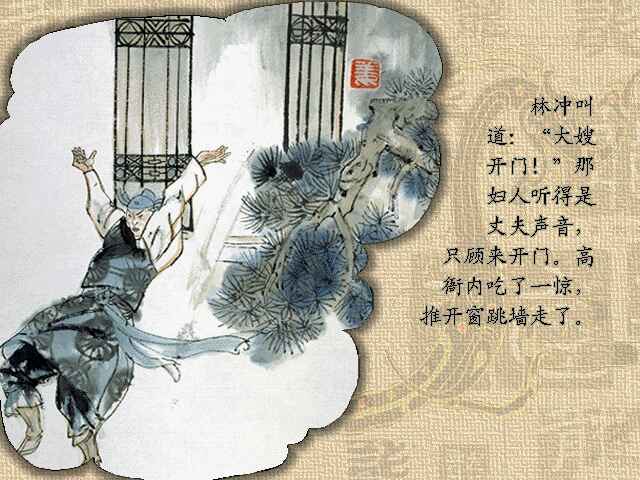 林冲叫
道：“大嫂
开门！”那
妇人听得是
丈夫声音，
只顾来开门。高
衙内吃了一惊，
推开窗跳墙走了。